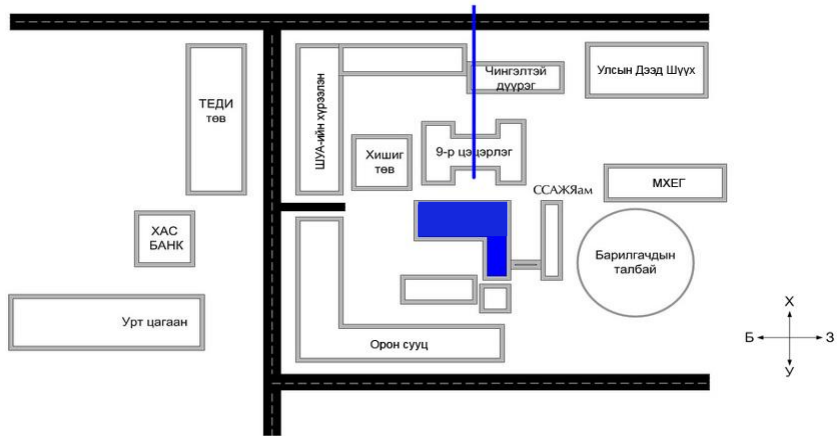 ТЕДИ
төв
ШУА-ийн хүрээлэн
Чингэлтэй
дүүрэг
Улсын Дээд Шүүх
Хишиг
төв
9-р цэцэрлэг
ССАЖЯам
МХЕГ
ХАС
БАНК
Барилгачдын
талбай
Урт цагаан
Орон сууц
Х
Б
З
У